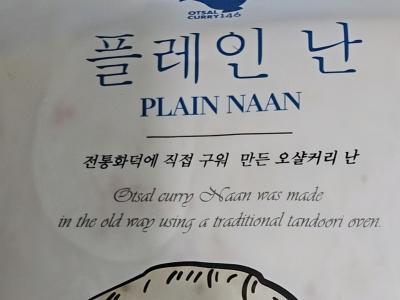 OTSAL
CURRY146
플레인 난
PLAIN NAAN
전통화덕에 직접 구워 만든 오샬커리 난
Otsal curry Naan was made
in the old way using a traditional tandoori oven.